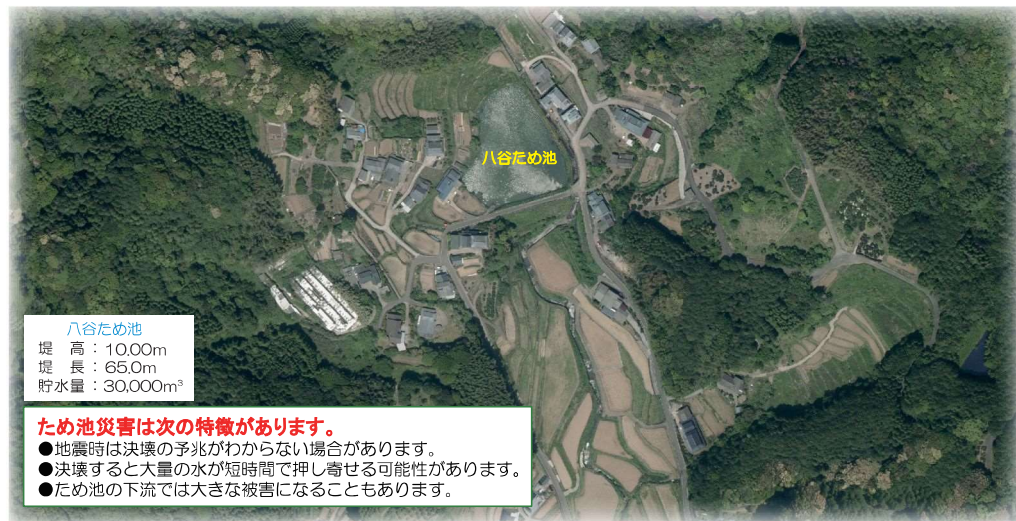 八谷ため池
八谷ため池
堤　高：10.00m
堤　長：65.0m
貯水量：30,000m³
ため池災害は次の特徴があります。
●地震時は決壊の予兆がわからない場合があります。
●決壊すると大量の水が短時間で押し寄せる可能性があります。
●ため池の下流では大きな被害になることもあります。